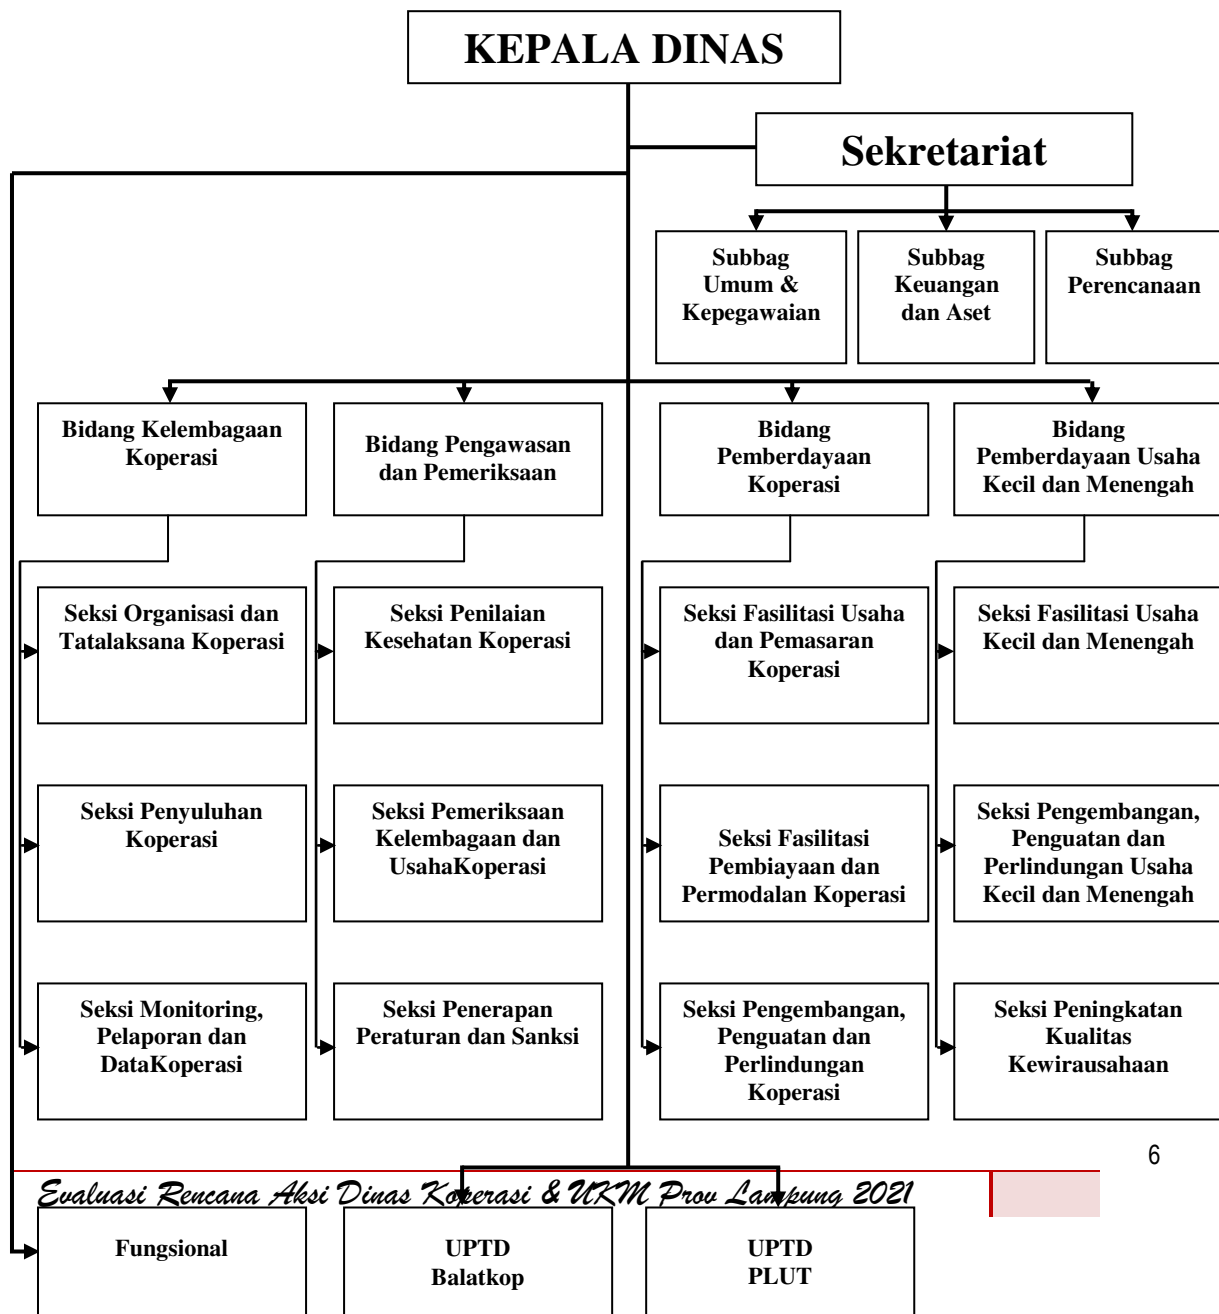 KEPALA DINAS
Sekretariat
Subbag
Umum &
Kepegawaian
Subbag
Keuangan
dan Aset
Subbag
Perencanaan
Bidang Kelembagaan
Koperasi
Bidang Pengawasan
dan Pemeriksaan
Bidang
Pemberdayaan
Koperasi
Bidang
Pemberdayaan Usaha
Kecil dan Menengah
Seksi Organisasi dan
Tatalaksana Koperasi
Seksi Penilaian
Kesehatan Koperasi
Seksi Fasilitasi Usaha
dan Pemasaran
Koperasi
Seksi Fasilitasi Usaha
Kecil dan Menengah
Seksi Penyuluhan
Koperasi
Seksi Pemeriksaan
Kelembagaan dan
UsahaKoperasi
Seksi Fasilitasi
Pembiayaan dan
Permodalan Koperasi
Seksi Pengembangan,
Penguatan dan
Perlindungan Usaha
Kecil dan Menengah
Seksi Monitoring,
Pelaporan dan
DataKoperasi
Seksi Penerapan
Peraturan dan Sanksi
Seksi Pengembangan,
Penguatan dan
Perlindungan
Koperasi
Seksi Peningkatan
Kualitas
Kewirausahaan
6
Evaluasi Rencana Aksi Dinas Koperasi & UKM Prov Lampung 2021
Fungsional
UPTD
Balatkop
UPTD
PLUT